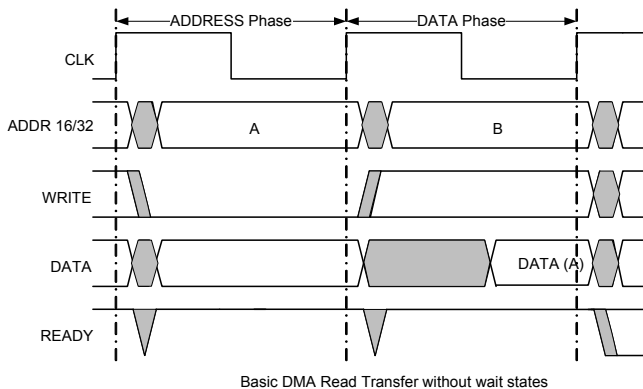 ADDRESS Phase DATA Phase
CLK
ADDR 16/32 A B
WRITE
DATA DATA (A)
READY
Basic DMA Read Transfer without wait states